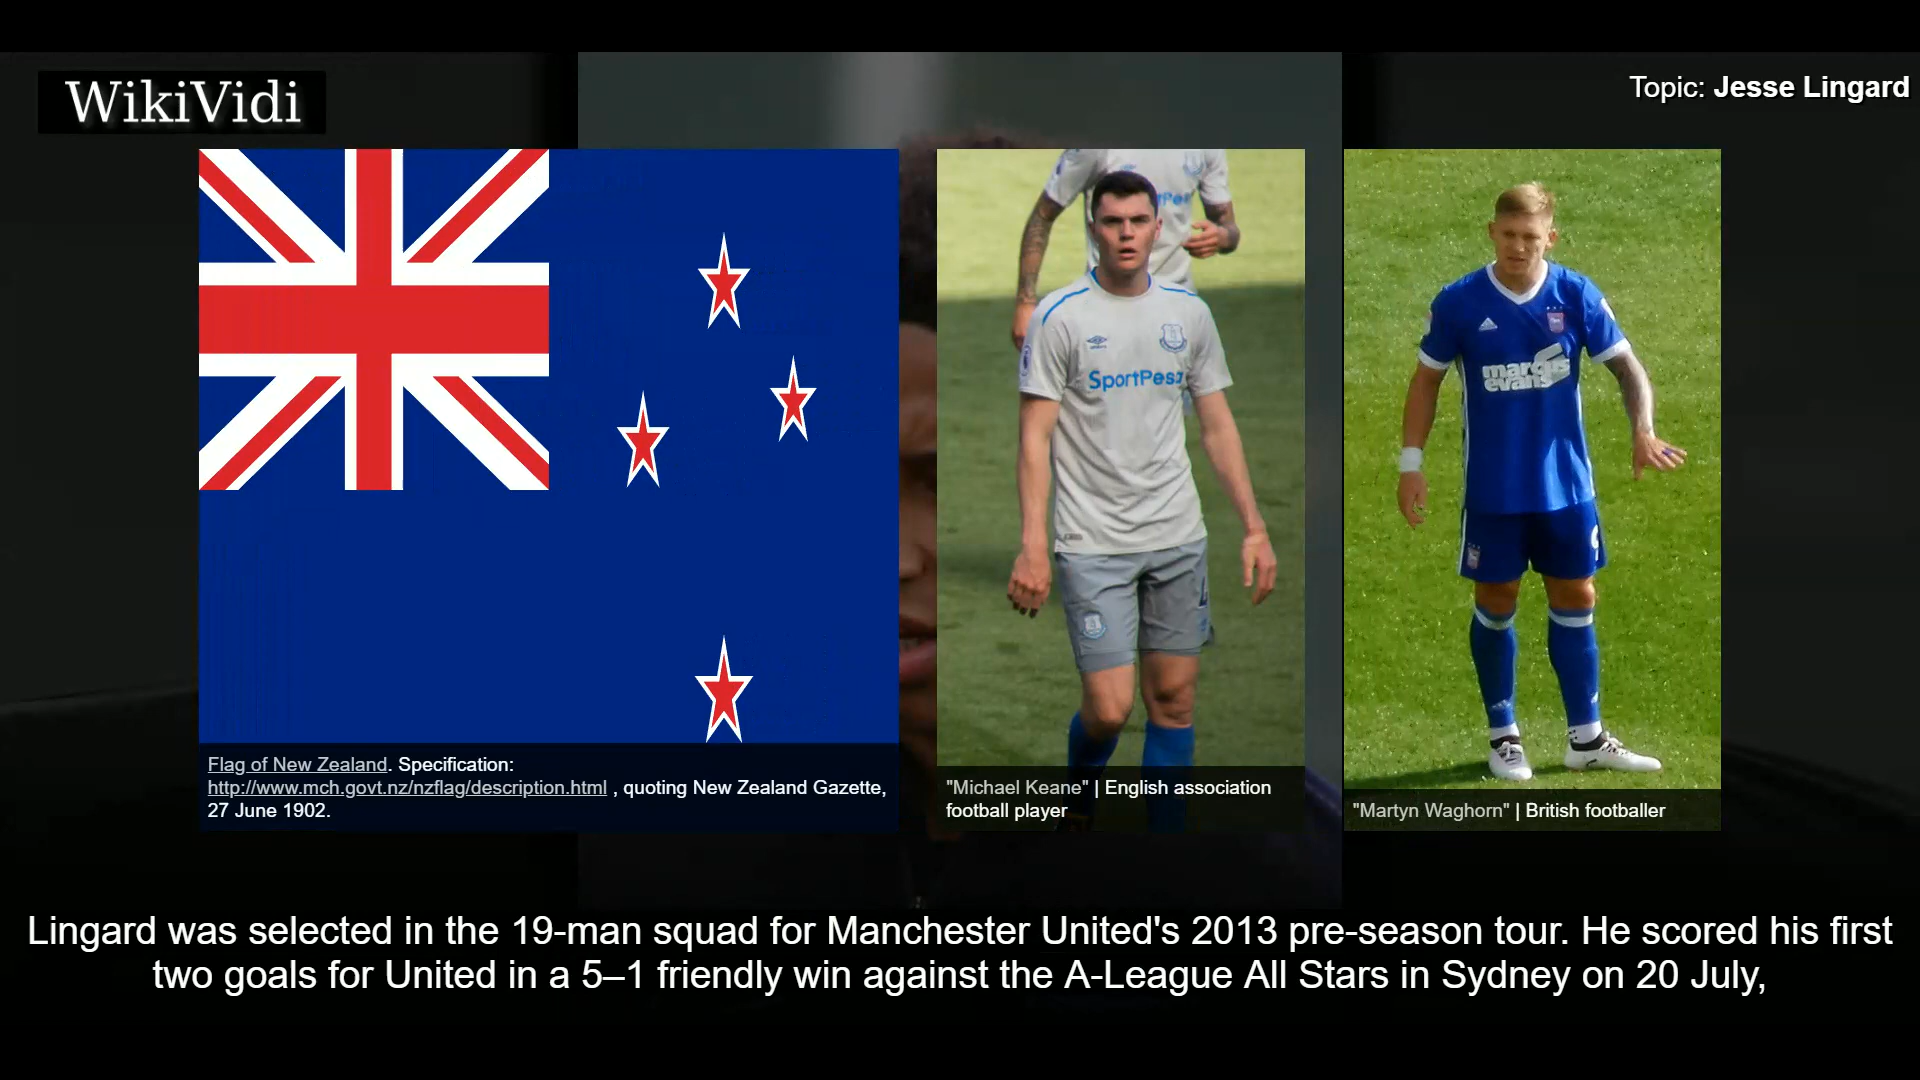 WikiVidi
Topic: Jesse Lingard
SportPesa
marcus
evans
Flag of New Zealand. Specification:
http://www.mch.govt.nz/nzflag/description.html , quoting New Zealand Gazette,
27 June 1902.
"Michael Keane" | English association
football player
"Martyn Waghorn" | British footballer
Lingard was selected in the 19-man squad for Manchester United's 2013 pre-season tour. He scored his first
two goals for United in a 5–1 friendly win against the A-League All Stars in Sydney on 20 July,